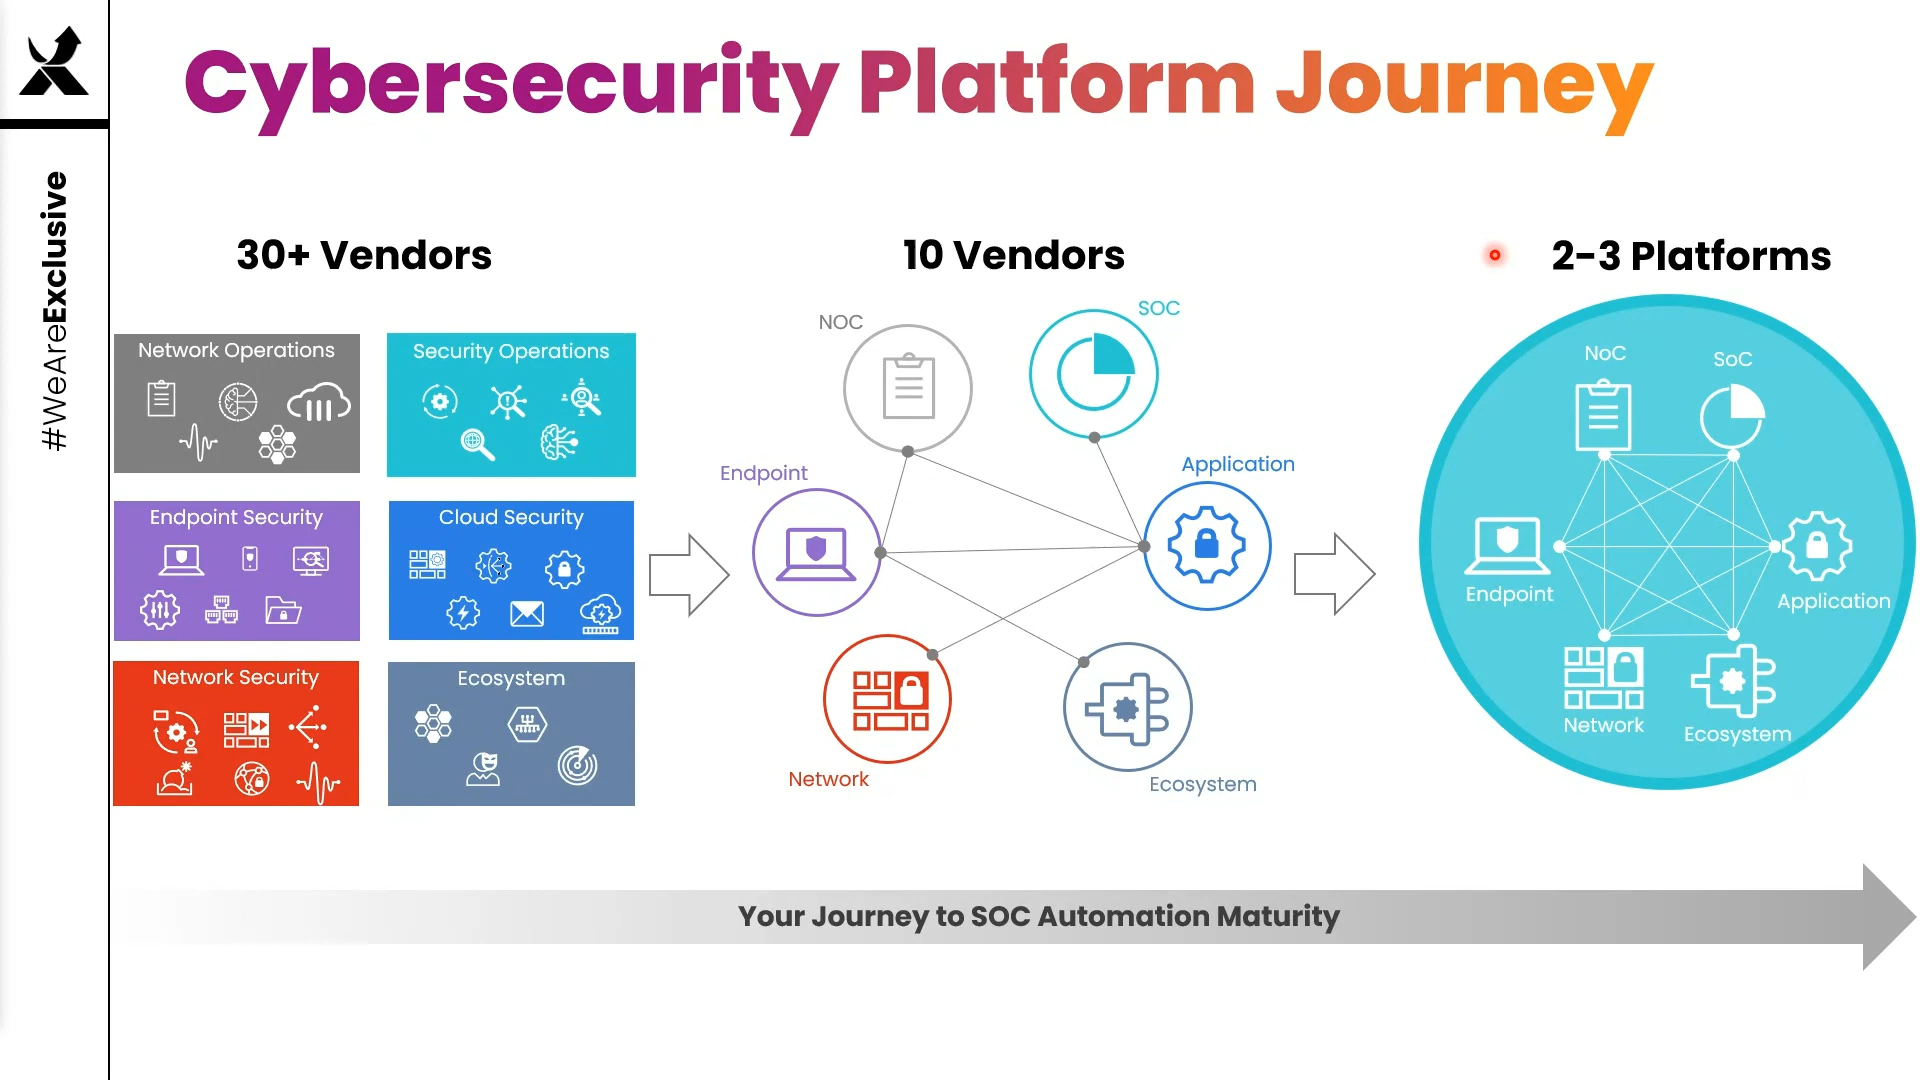 Cybersecurity Platform Journey
#WeAreExclusive
30+ Vendors
Network Operations
Security Operations
Endpoint Security
Cloud Security
Network Security
Ecosystem
10 Vendors
NOC
SOC
Endpoint
Application
Network
Ecosystem
2-3 Platforms
NoC
SoC
Endpoint
Application
Network
Ecosystem
Your Journey to SOC Automation Maturity